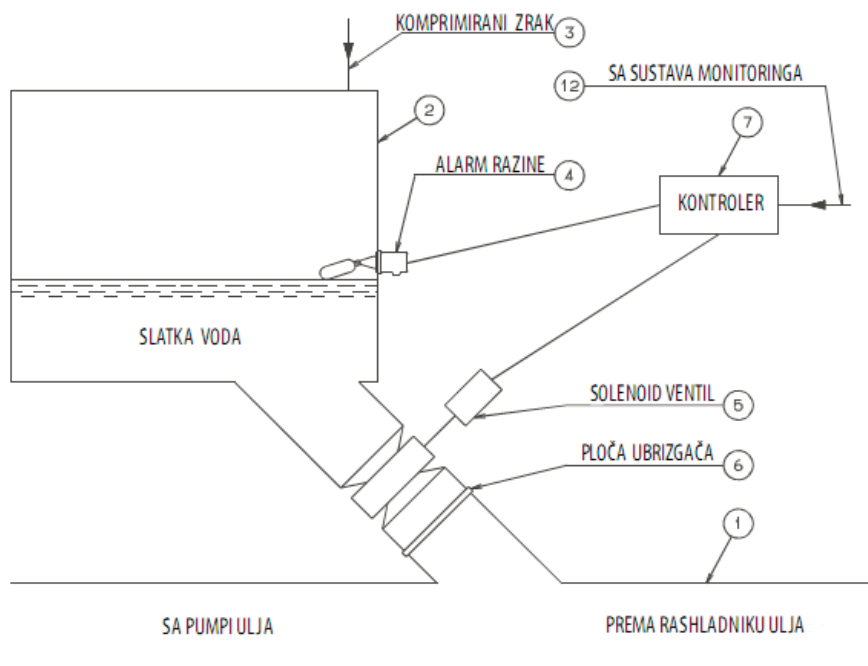 KOMPRIMIRANI ZRAK 3
SA SUSTAVA MONITORINGA
12
2
7
ALARM RAZINE 4
KONTROLER
SLATKA VODA
SOLENOID VENTIL 5
PLOČA UBRIZGAČA 6
1
SA PUMPI ULJA
PREMA RASHLADNIKU ULJA